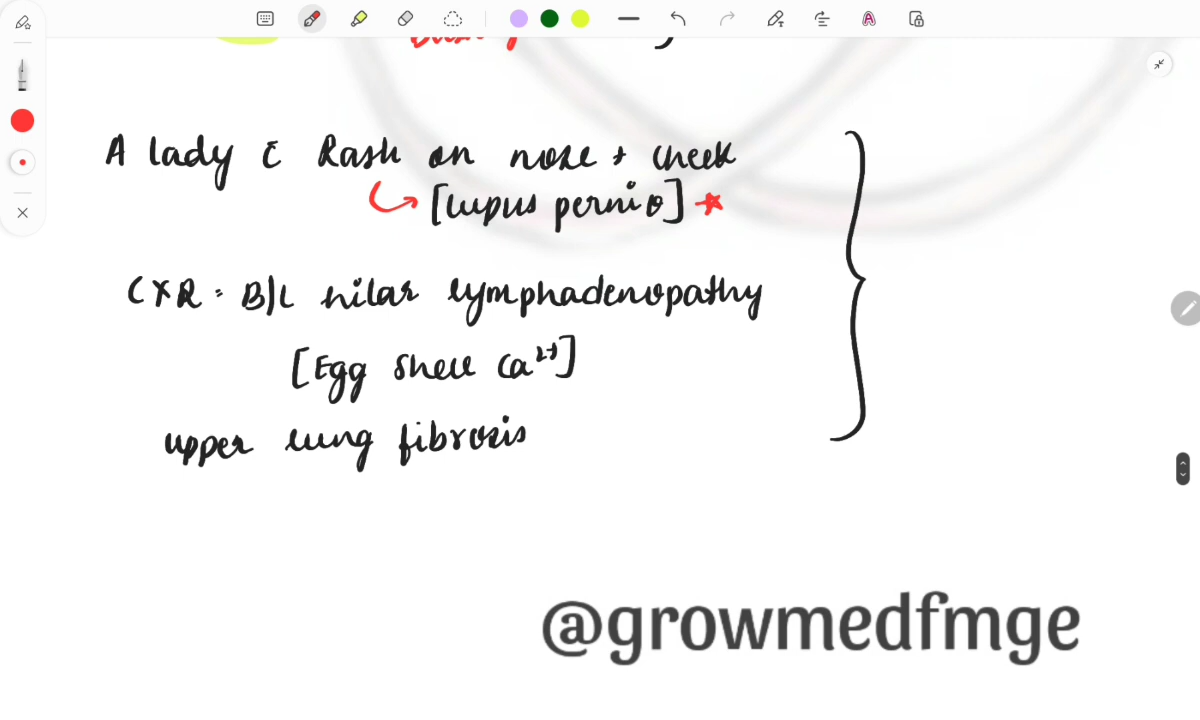 A lady c̄ Rash on nose + cheek
[lupus pernio]
CXR : B/L hilar lymphadenopathy
[Egg shell Ca²⁺]
upper lung fibrosis
@growmedfmge